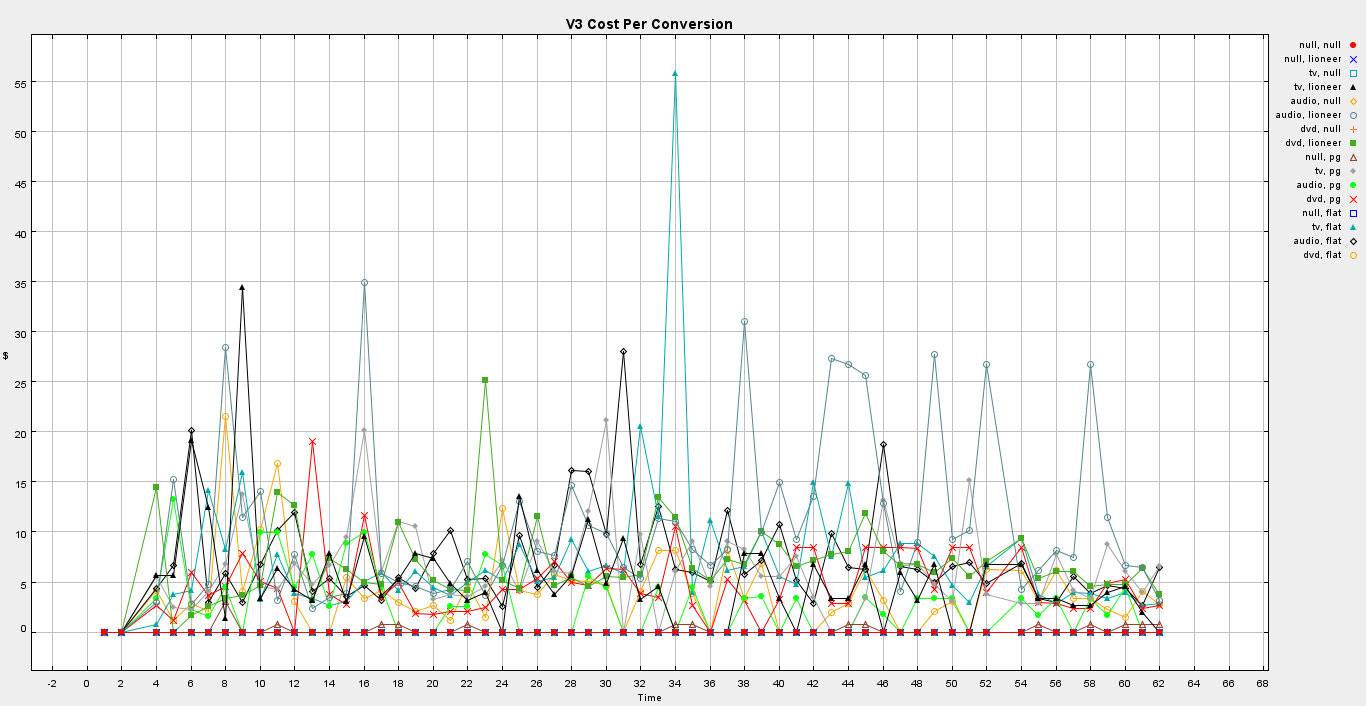 V3 Cost Per Conversion
null, null
null, lioneer
tv, null
tv, lioneer
audio, null
audio, lioneer
dvd, null
dvd, lioneer
null, pg
tv, pg
audio, pg
dvd, pg
null, flat
tv, flat
audio, flat
dvd, flat
55
50
45
40
35
30
$
25
20
15
10
5
0
-2 0 2 4 6 8 10 12 14 16 18 20 22 24 26 28 30 32 34 36 38 40 42 44 46 48 50 52 54 56 58 60 62 64 66 68
Time